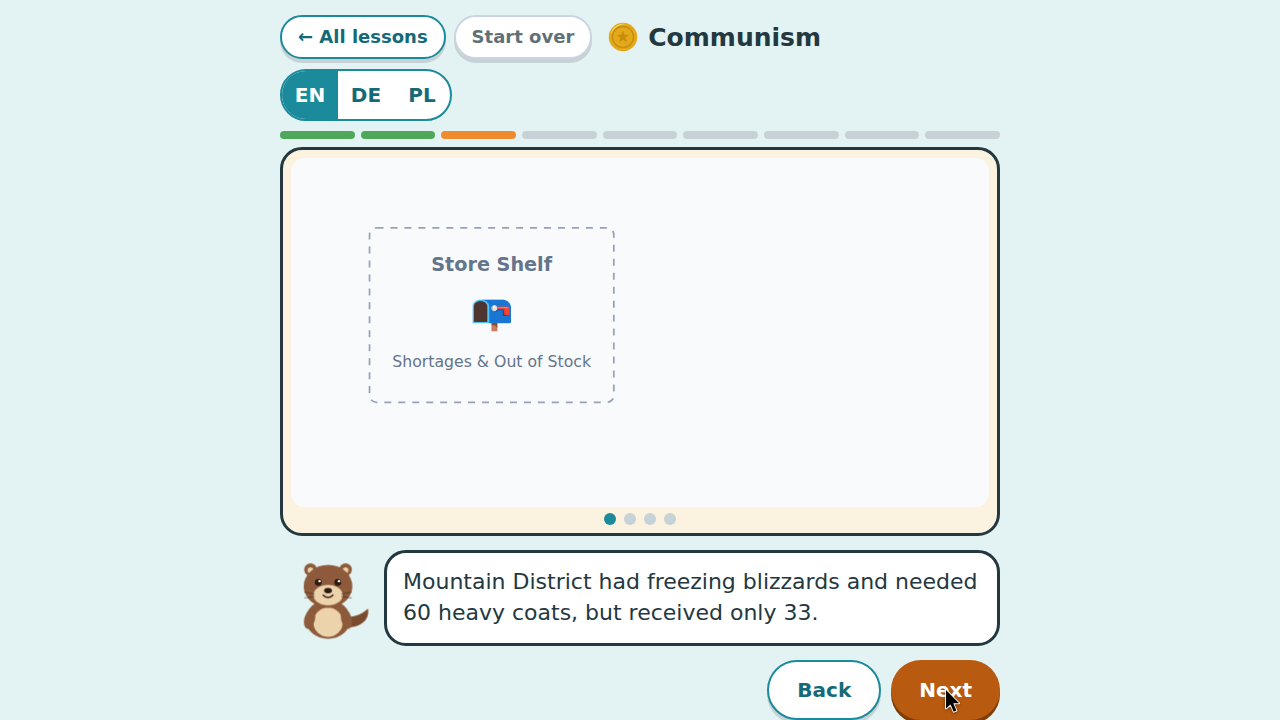 ← All lessons
Start over
Communism
EN DE PL
Store Shelf
Shortages & Out of Stock
Mountain District had freezing blizzards and needed
60 heavy coats, but received only 33.
Back
Next